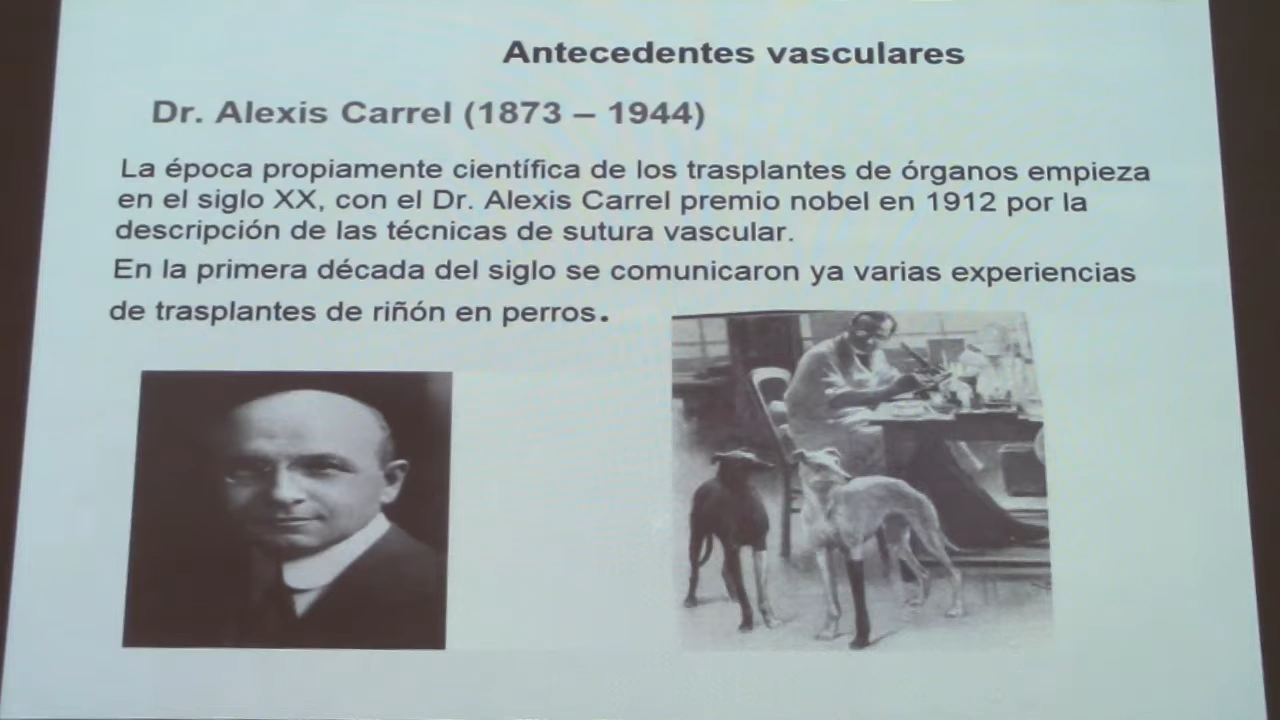 Antecedentes vasculares
Dr. Alexis Carrel (1873 – 1944)
La época propiamente científica de los trasplantes de órganos empieza
en el siglo XX, con el Dr. Alexis Carrel premio nobel en 1912 por la
descripción de las técnicas de sutura vascular.
En la primera década del siglo se comunicaron ya varias experiencias
de trasplantes de riñón en perros.